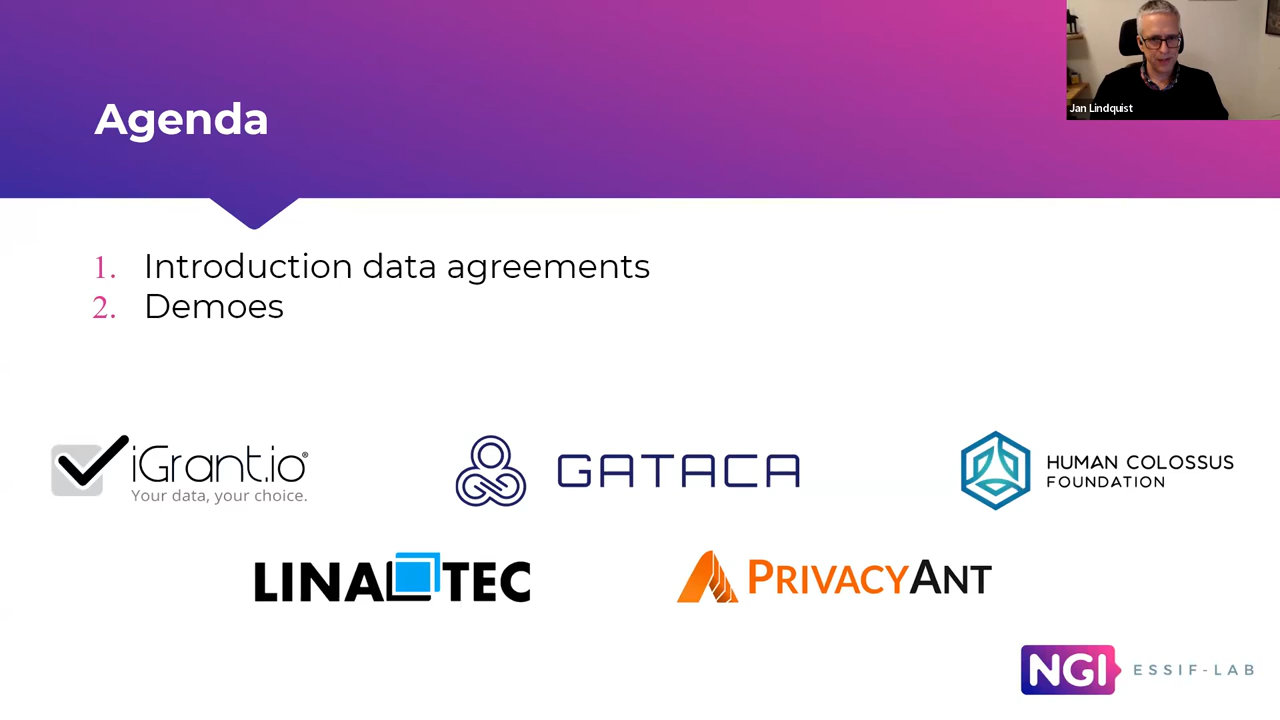 Jan Lindquist
Agenda
1. Introduction data agreements
2. Demoes
iGrant.io®
Your data, your choice.
GATACA
HUMAN COLOSSUS
FOUNDATION
LINALTEC
PRIVACYANT
NGI ESSIF-LAB